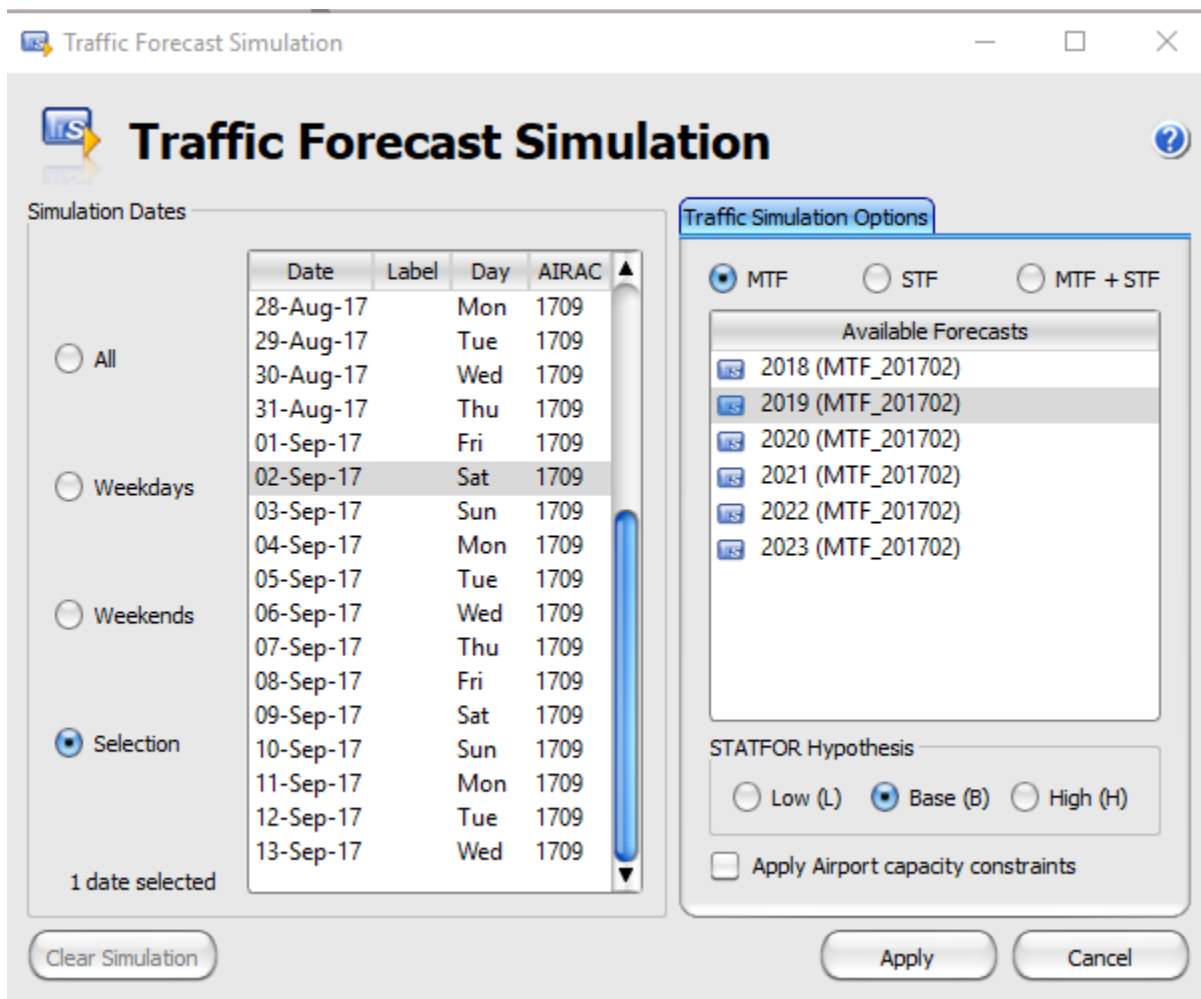 Traffic Forecast Simulation
Traffic Forecast Simulation
Simulation Dates
All
Weekdays
Weekends
Selection
1 date selected
Date Label Day AIRAC
28-Aug-17 Mon 1709
29-Aug-17 Tue 1709
30-Aug-17 Wed 1709
31-Aug-17 Thu 1709
01-Sep-17 Fri 1709
02-Sep-17 Sat 1709
03-Sep-17 Sun 1709
04-Sep-17 Mon 1709
05-Sep-17 Tue 1709
06-Sep-17 Wed 1709
07-Sep-17 Thu 1709
08-Sep-17 Fri 1709
09-Sep-17 Sat 1709
10-Sep-17 Sun 1709
11-Sep-17 Mon 1709
12-Sep-17 Tue 1709
13-Sep-17 Wed 1709
Traffic Simulation Options
MTF STF MTF + STF
Available Forecasts
2018 (MTF_201702)
2019 (MTF_201702)
2020 (MTF_201702)
2021 (MTF_201702)
2022 (MTF_201702)
2023 (MTF_201702)
STATFOR Hypothesis
Low (L) Base (B) High (H)
Apply Airport capacity constraints
Clear Simulation
Apply
Cancel